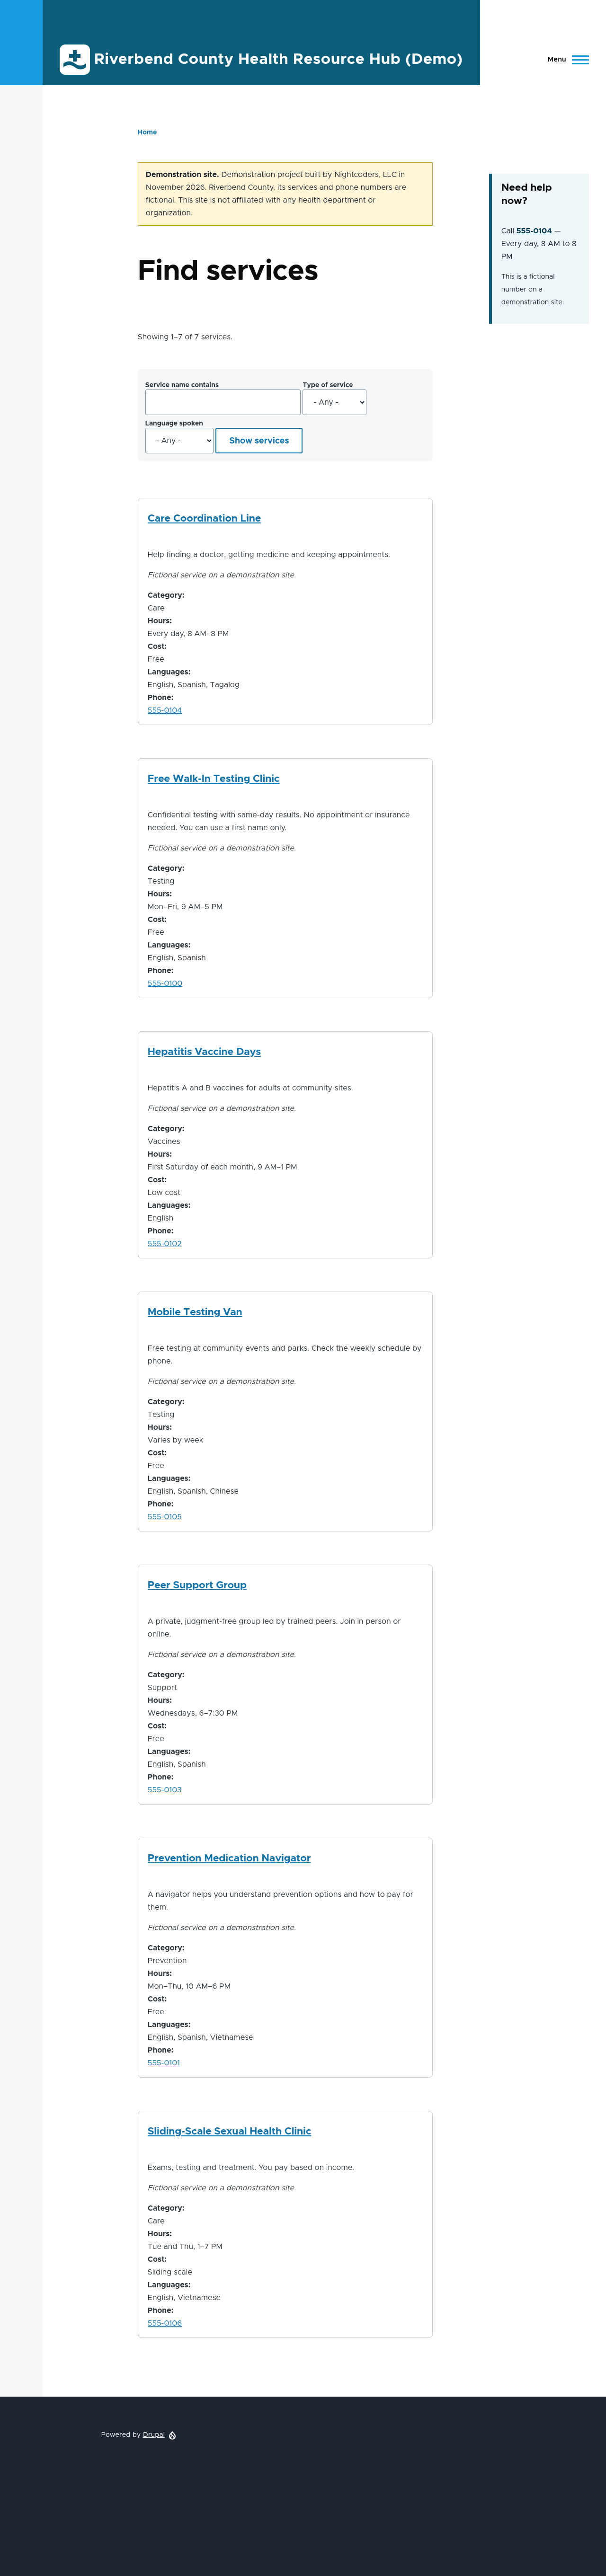 Riverbend County Health Resource Hub (Demo)
Menu
Home
Demonstration site. Demonstration project built by Nightcoders, LLC in
November 2026. Riverbend County, its services and phone numbers are
fictional. This site is not affiliated with any health department or
organization.
Find services
Showing 1–7 of 7 services.
Service name contains
Type of service
- Any -
Language spoken
- Any -
Show services
Care Coordination Line
Help finding a doctor, getting medicine and keeping appointments.
Fictional service on a demonstration site.
Category:
Care
Hours:
Every day, 8 AM–8 PM
Cost:
Free
Languages:
English, Spanish, Tagalog
Phone:
555-0104
Free Walk-In Testing Clinic
Confidential testing with same-day results. No appointment or insurance
needed. You can use a first name only.
Fictional service on a demonstration site.
Category:
Testing
Hours:
Mon–Fri, 9 AM–5 PM
Cost:
Free
Languages:
English, Spanish
Phone:
555-0100
Hepatitis Vaccine Days
Hepatitis A and B vaccines for adults at community sites.
Fictional service on a demonstration site.
Category:
Vaccines
Hours:
First Saturday of each month, 9 AM–1 PM
Cost:
Low cost
Languages:
English
Phone:
555-0102
Mobile Testing Van
Free testing at community events and parks. Check the weekly schedule by
phone.
Fictional service on a demonstration site.
Category:
Testing
Hours:
Varies by week
Cost:
Free
Languages:
English, Spanish, Chinese
Phone:
555-0105
Peer Support Group
A private, judgment-free group led by trained peers. Join in person or
online.
Fictional service on a demonstration site.
Category:
Support
Hours:
Wednesdays, 6–7:30 PM
Cost:
Free
Languages:
English, Spanish
Phone:
555-0103
Prevention Medication Navigator
A navigator helps you understand prevention options and how to pay for
them.
Fictional service on a demonstration site.
Category:
Prevention
Hours:
Mon–Thu, 10 AM–6 PM
Cost:
Free
Languages:
English, Spanish, Vietnamese
Phone:
555-0101
Sliding-Scale Sexual Health Clinic
Exams, testing and treatment. You pay based on income.
Fictional service on a demonstration site.
Category:
Care
Hours:
Tue and Thu, 1–7 PM
Cost:
Sliding scale
Languages:
English, Vietnamese
Phone:
555-0106
Need help
now?
Call 555-0104 —
Every day, 8 AM to 8
PM
This is a fictional
number on a
demonstration site.
Powered by Drupal